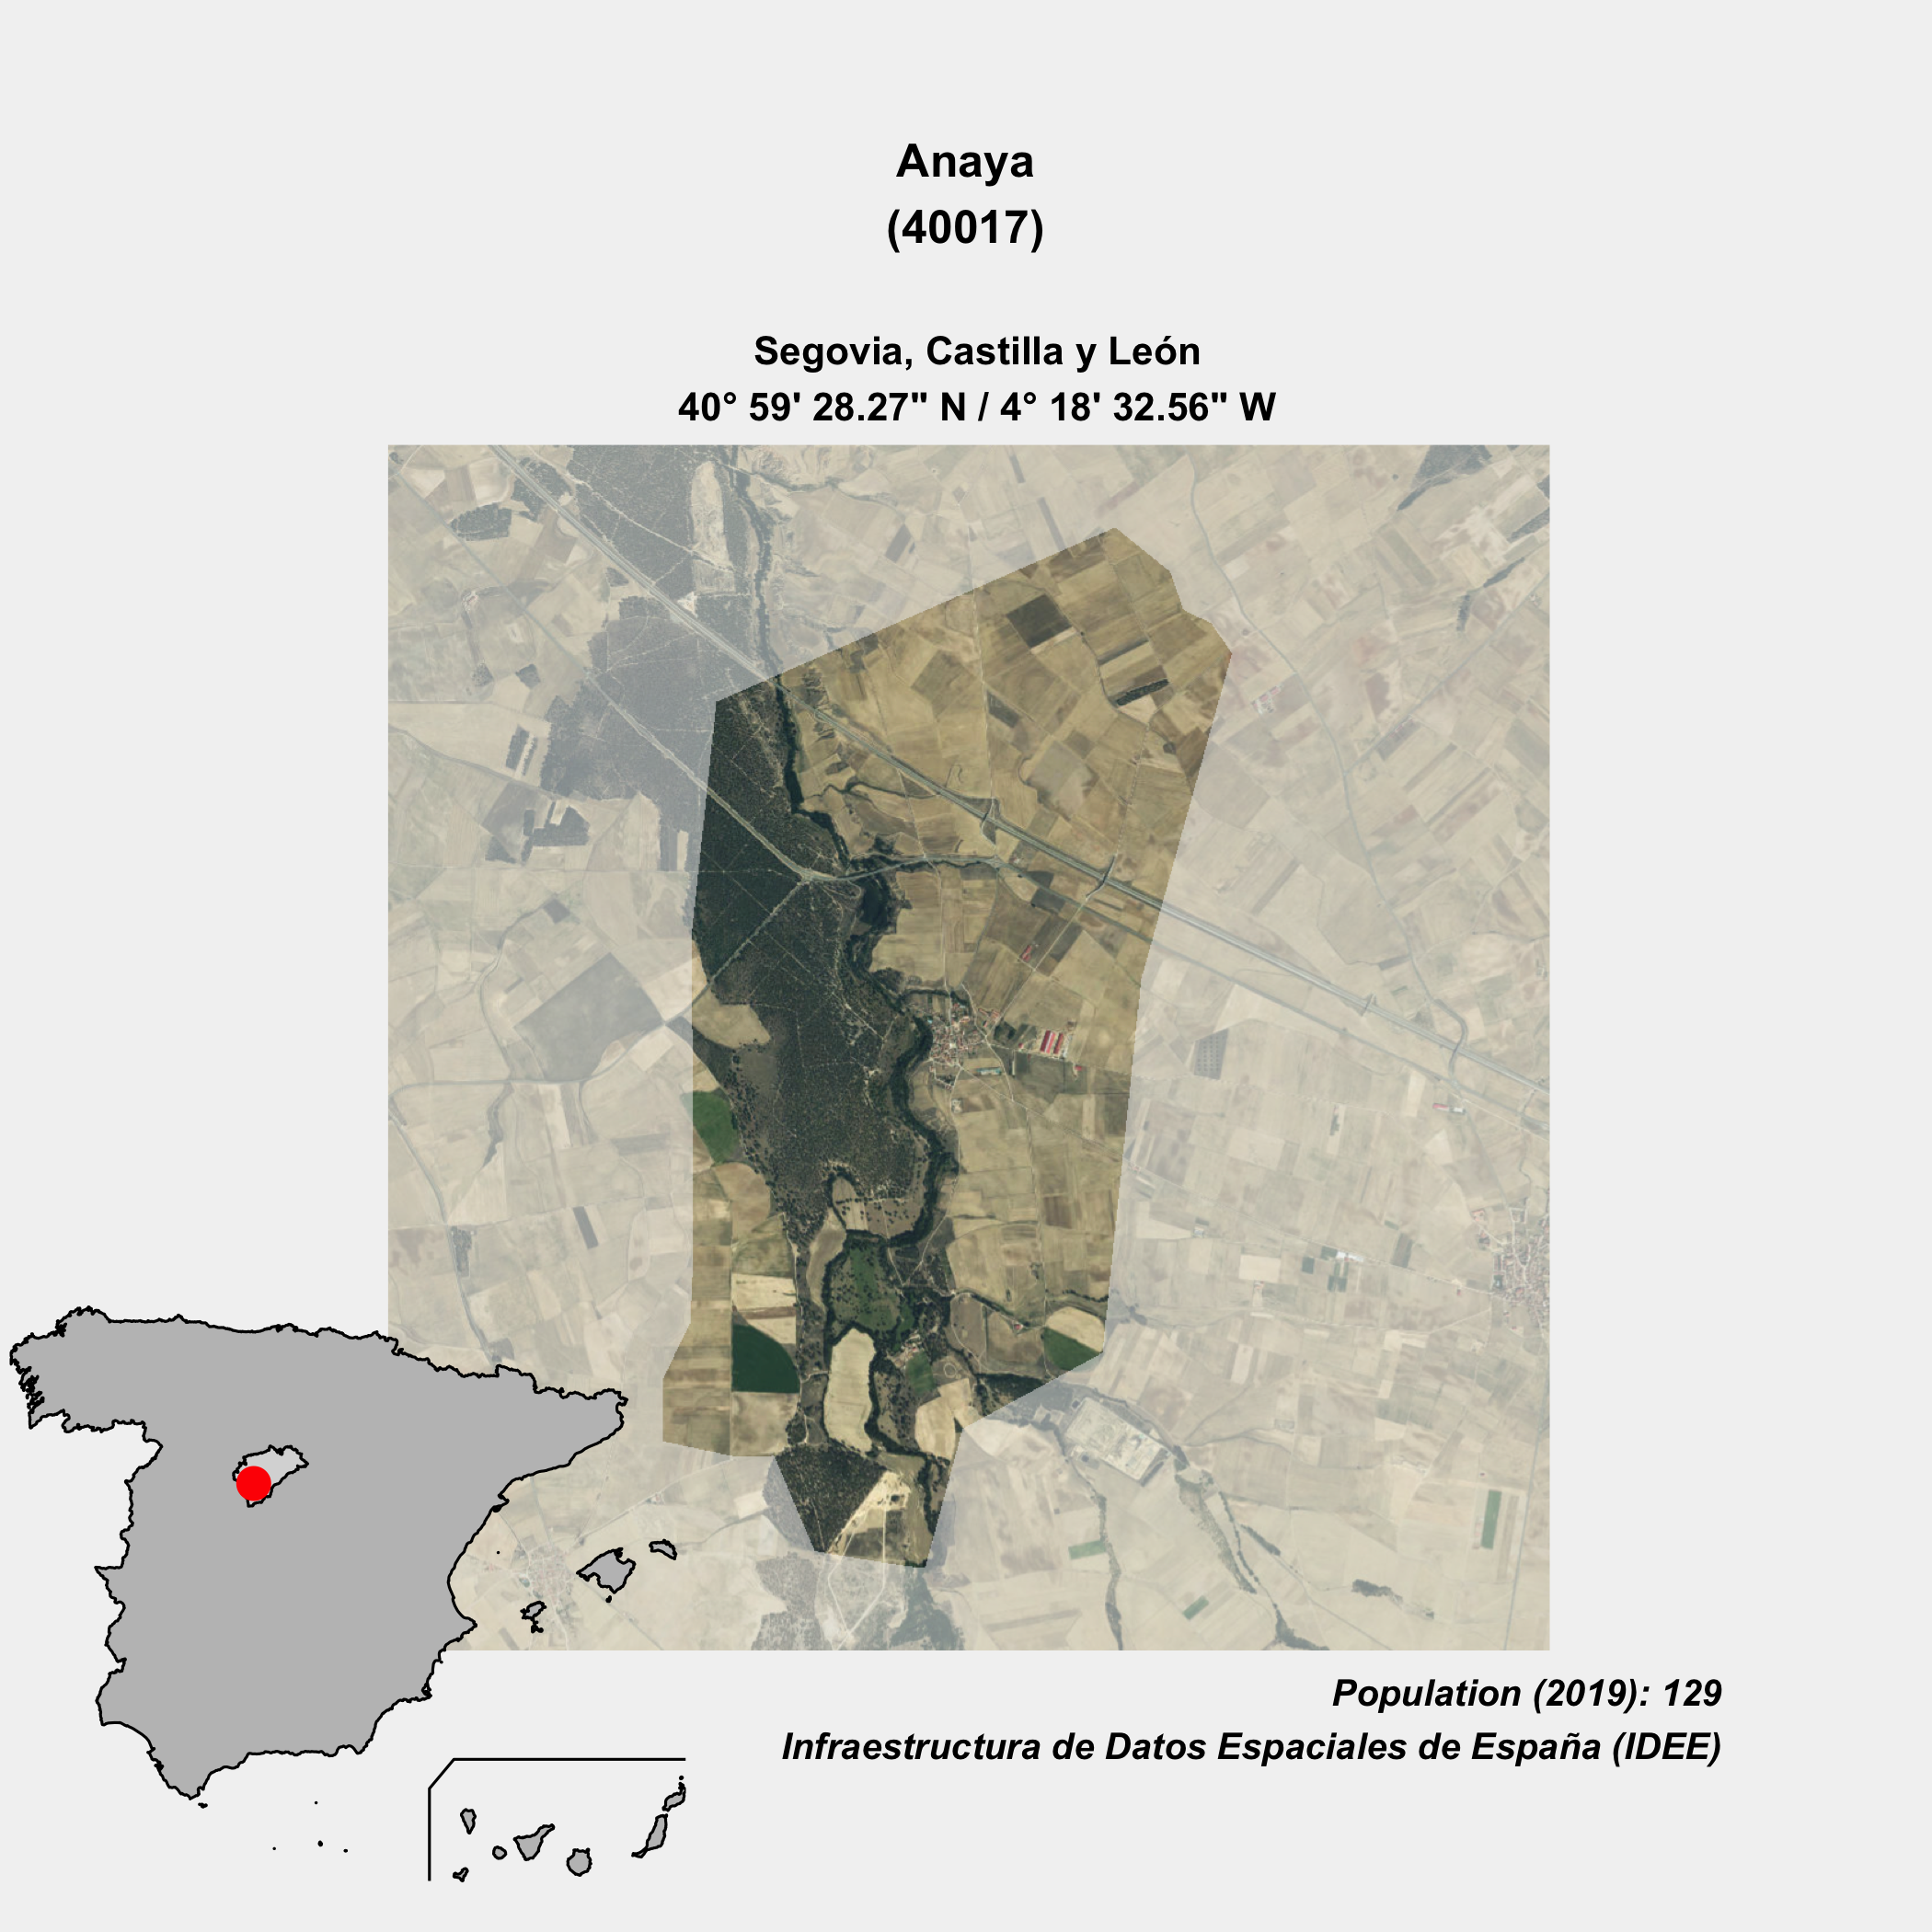 Anaya
(40017)
Segovia, Castilla y León
40° 59' 28.27" N / 4° 18' 32.56" W
Population (2019): 129
Infraestructura de Datos Espaciales de España (IDEE)